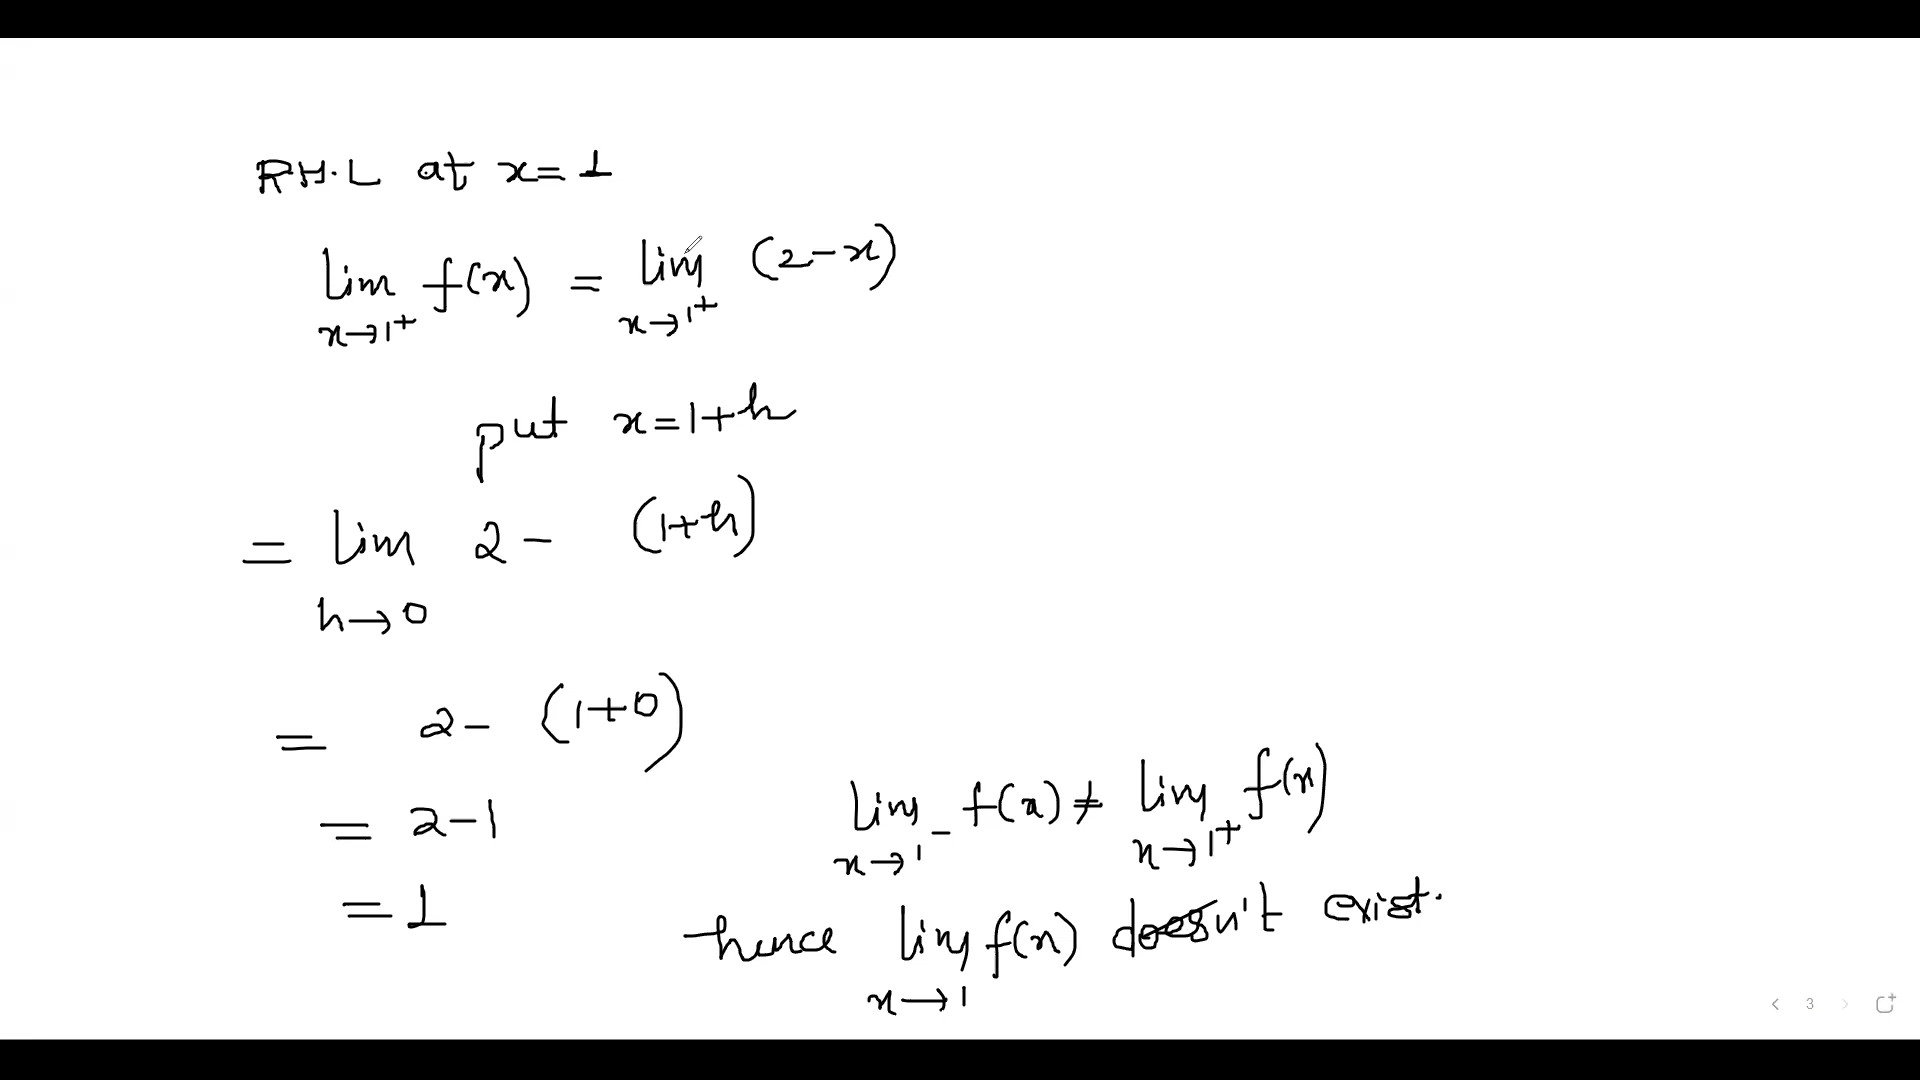 R.H.L at x=1
lim x→1⁺ f(x) = lim x→1⁺ (2-x)
put x=1+h
= lim h→0 2-(1+h)
= 2-(1+0)
= 2-1
= 1
lim x→1⁻ f(x) ≠ lim x→1⁺ f(x)
hence lim x→1 f(x) doesn't exist.
3